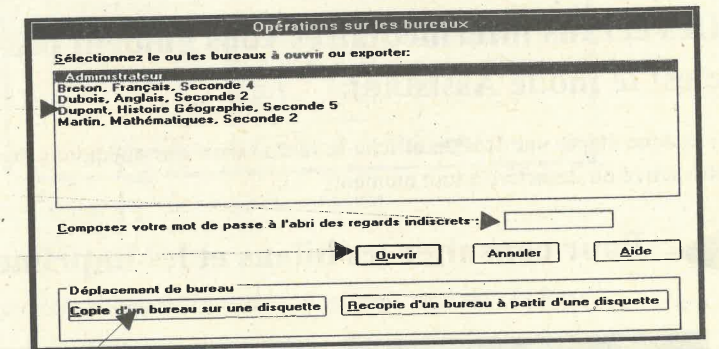 Opérations sur les bureaux
Sélectionnez le ou les bureaux à ouvrir ou exporter:
Administrateur
Breton, Français, Seconde 4
Dubois, Anglais, Seconde 2
Dupont, Histoire Géographie, Seconde 5
Martin, Mathématiques, Seconde 2
Composez votre mot de passe à l'abri des regards indiscrets :
Ouvrir Annuler Aide
Déplacement de bureau
Copie d'un bureau sur une disquette Recopie d'un bureau à partir d'une disquette